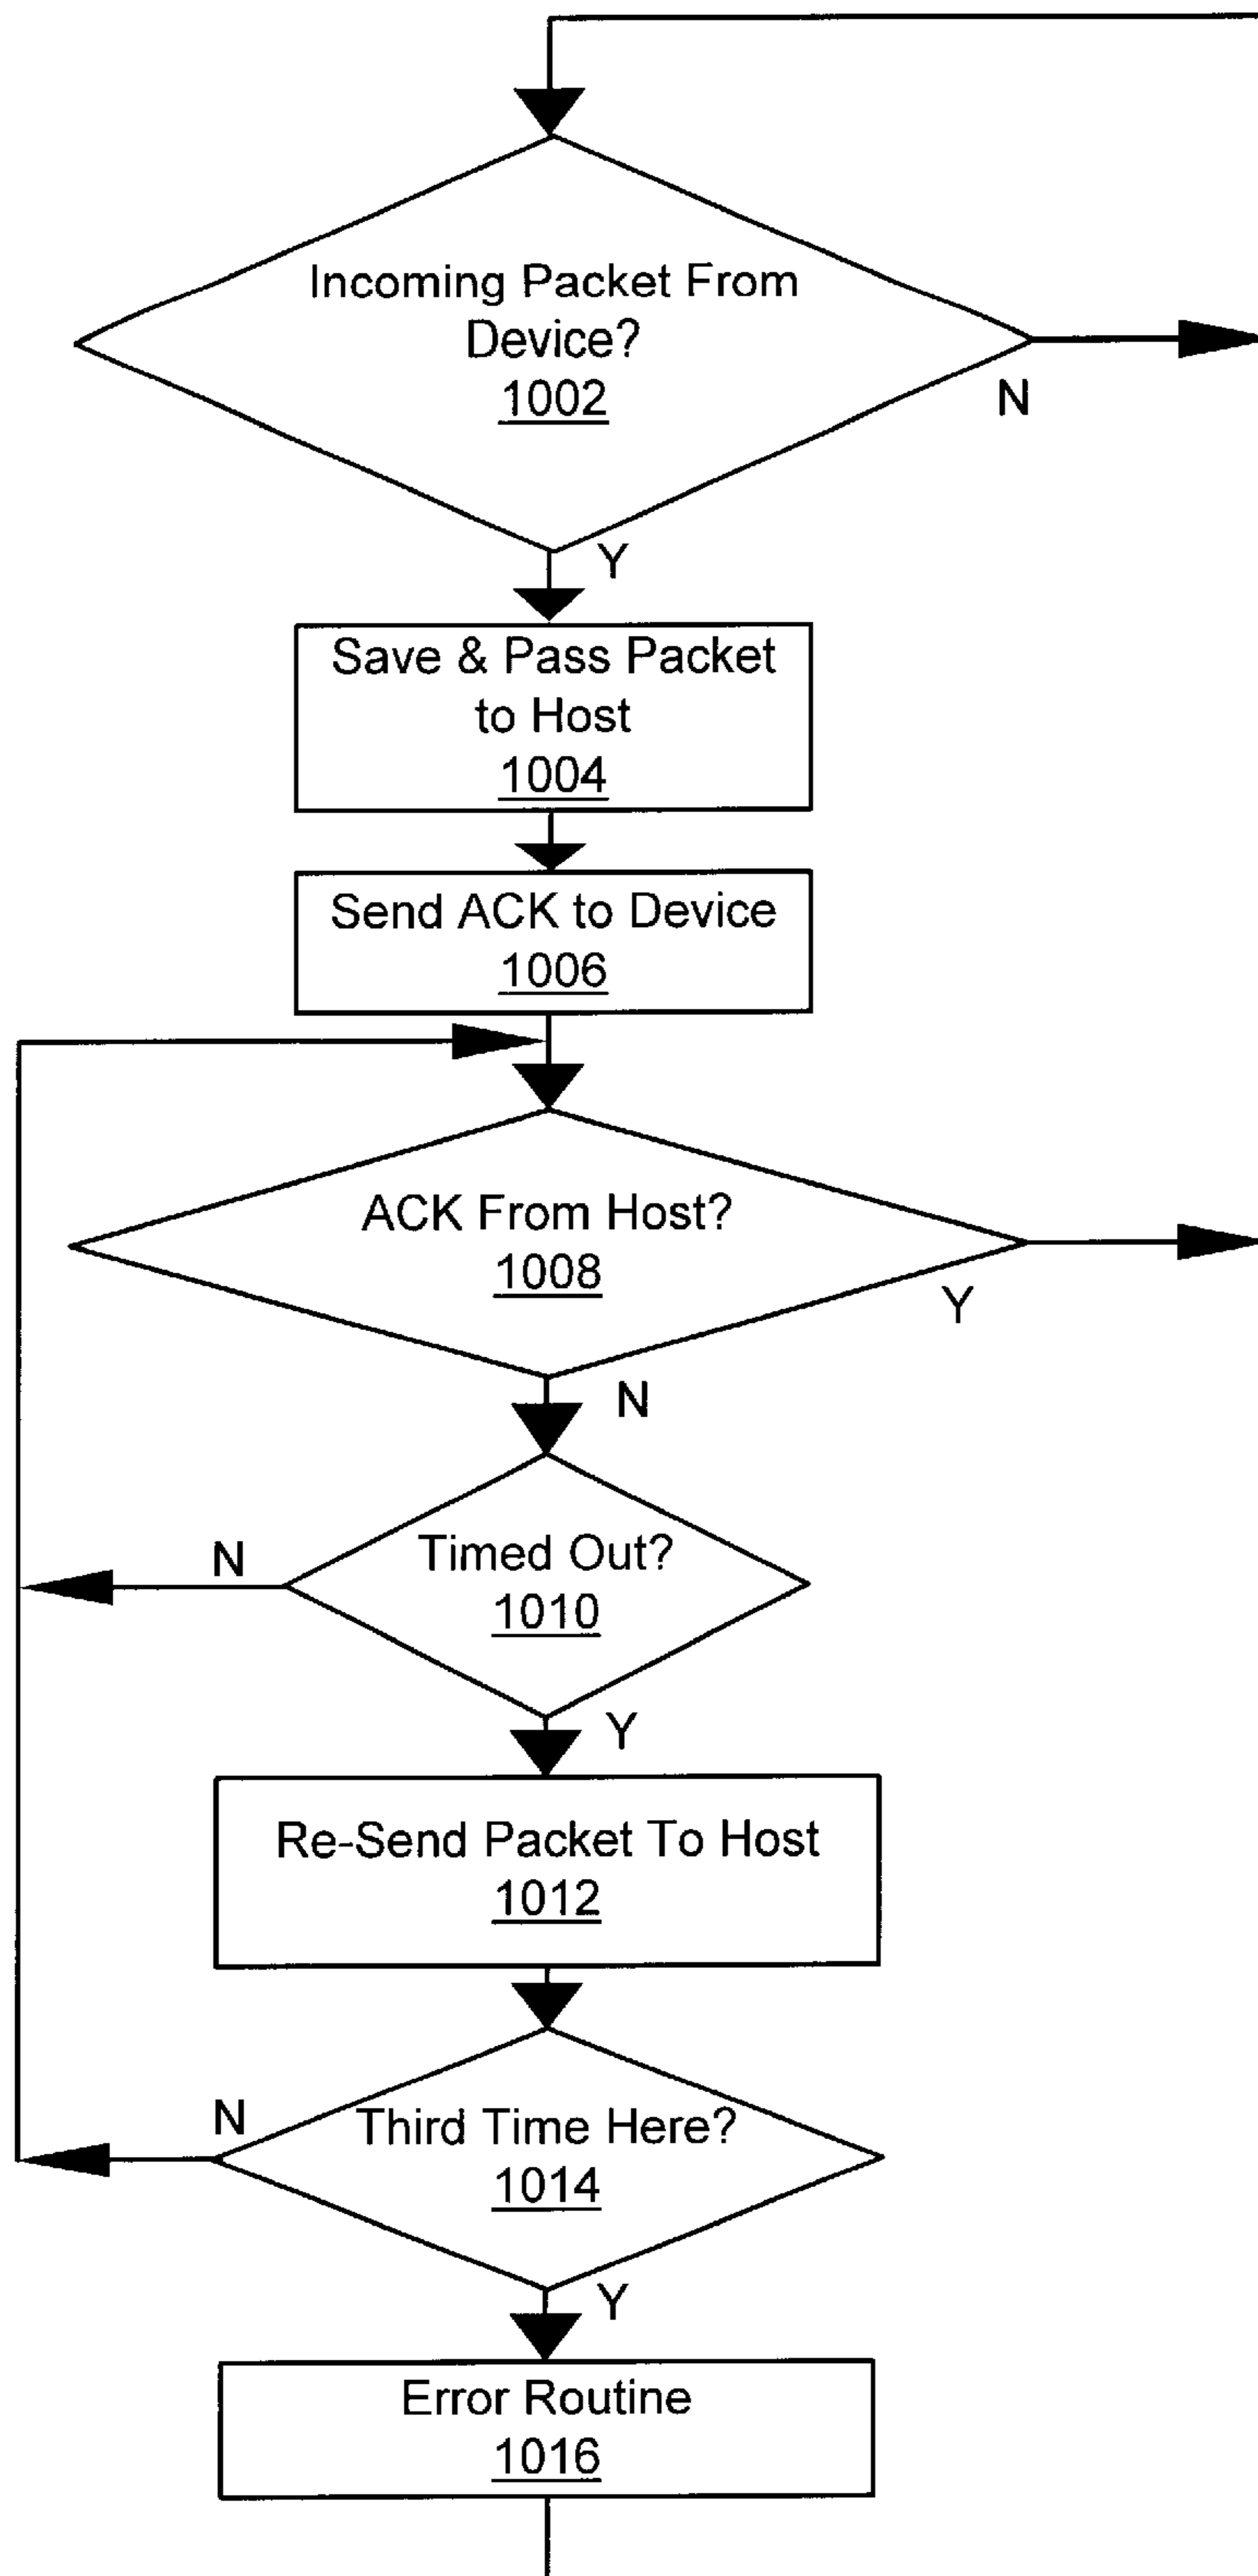 Incoming Packet From
Device?
1002
N
Y
Save & Pass Packet
to Host
1004
Send ACK to Device
1006
ACK From Host?
1008
Y
N
Timed Out?
1010
N
Y
Re-Send Packet To Host
1012
N
Third Time Here?
1014
Y
Error Routine
1016